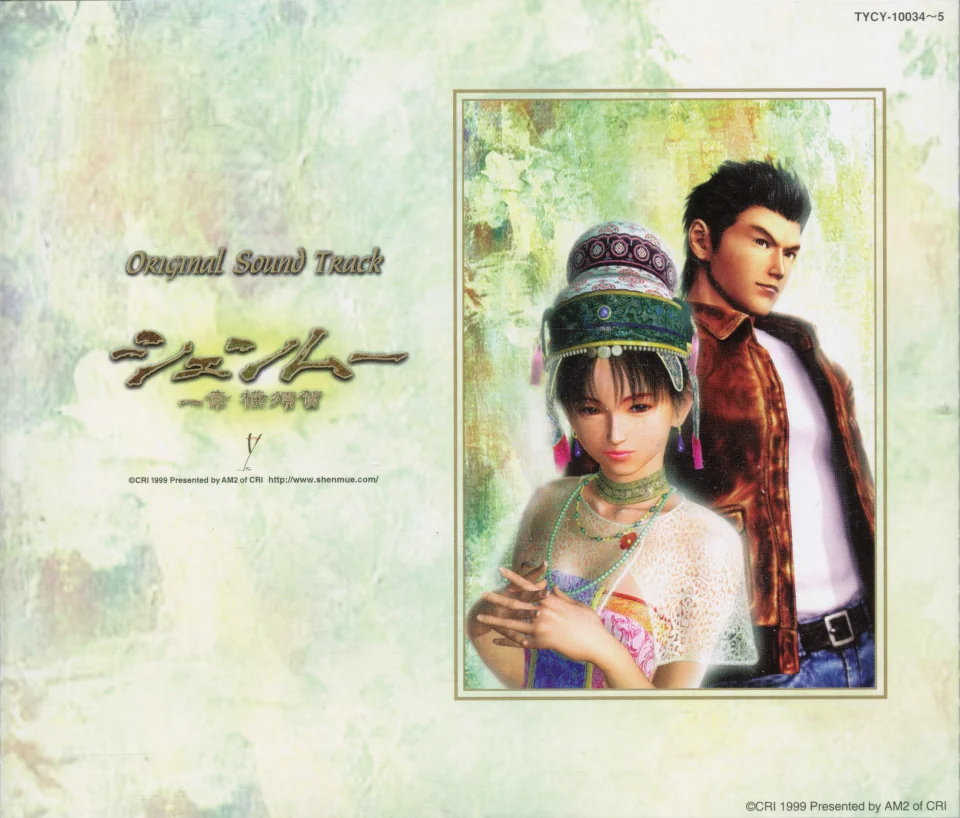 TYCY-10034～5
Original Sound Track
シェンムー
一章 横須賀
©CRI 1999 Presented by AM2 of CRI http://www.shenmue.com/
©CRI 1999 Presented by AM2 of CRI